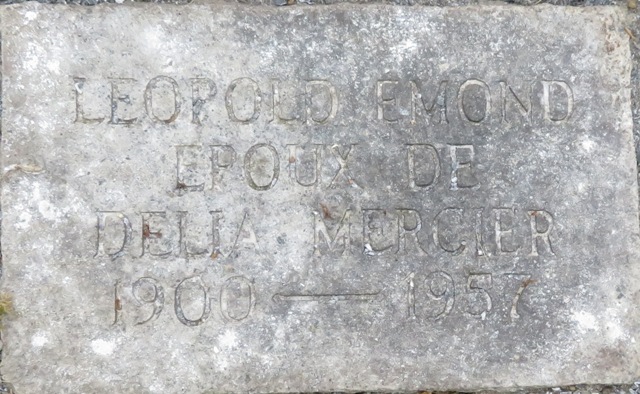 LEOPOLD EMOND
EPOUX DE
DELIA MERCIER
1900 — 1957